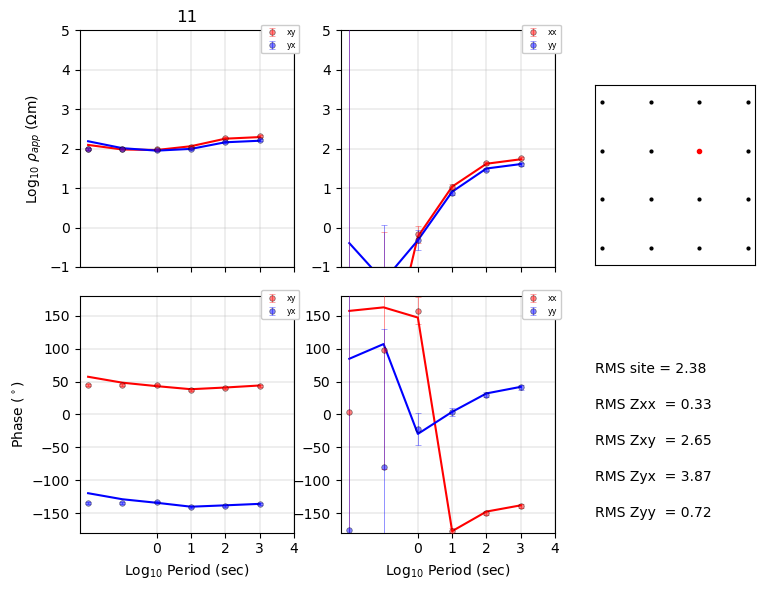 11
xy
yx
xx
yy
Log10 ρapp (Ωm)
5
4
3
2
1
0
−1
5
4
3
2
1
0
−1
xy
yx
xx
yy
Phase (°)
150
100
50
0
−50
−100
−150
150
100
50
0
−50
−100
−150
0 1 2 3 4
0 1 2 3 4
Log10 Period (sec)
Log10 Period (sec)
RMS site = 2.38
RMS Zxx = 0.33
RMS Zxy = 2.65
RMS Zyx = 3.87
RMS Zyy = 0.72